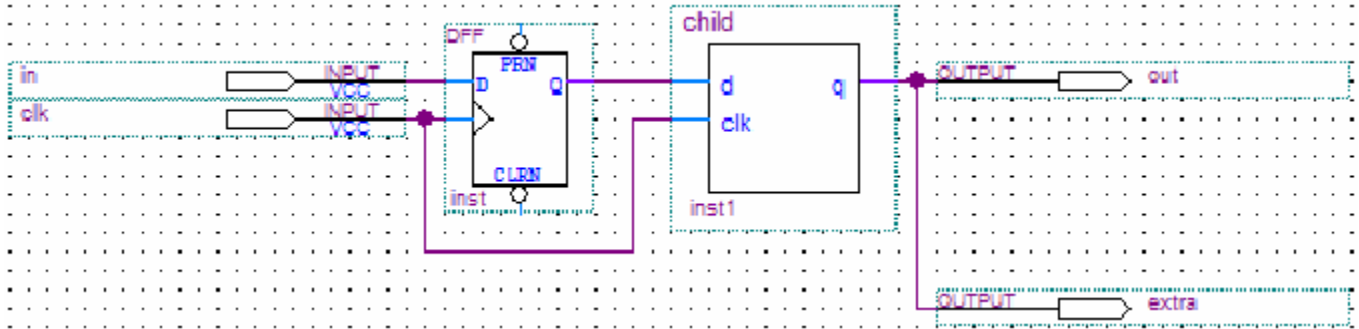 DFF
child
PRN
in
INPUT
VCC
D
Q
d
q
OUTPUT
out
clk
INPUT
VCC
clk
CLRN
inst
inst1
OUTPUT
extra